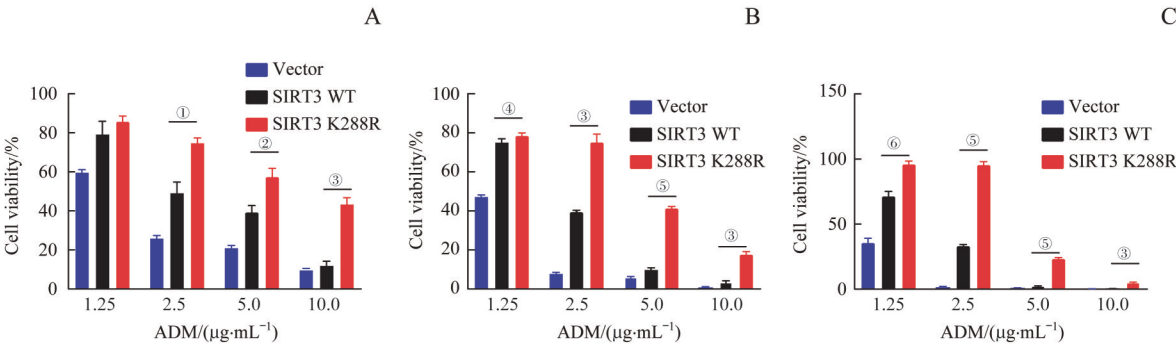 A
Vector
SIRT3 WT
SIRT3 K288R
100
80
60
40
20
0
Cell viability/%
①
②
③
1.25
2.5
5.0
10.0
ADM/(μg·mL⁻¹)
B
Vector
SIRT3 WT
SIRT3 K288R
100
80
60
40
20
0
Cell viability/%
④
③
⑤
③
1.25
2.5
5.0
10.0
ADM/(μg·mL⁻¹)
C
Vector
SIRT3 WT
SIRT3 K288R
150
100
50
0
Cell viability/%
⑥
⑤
⑤
③
1.25
2.5
5.0
10.0
ADM/(μg·mL⁻¹)